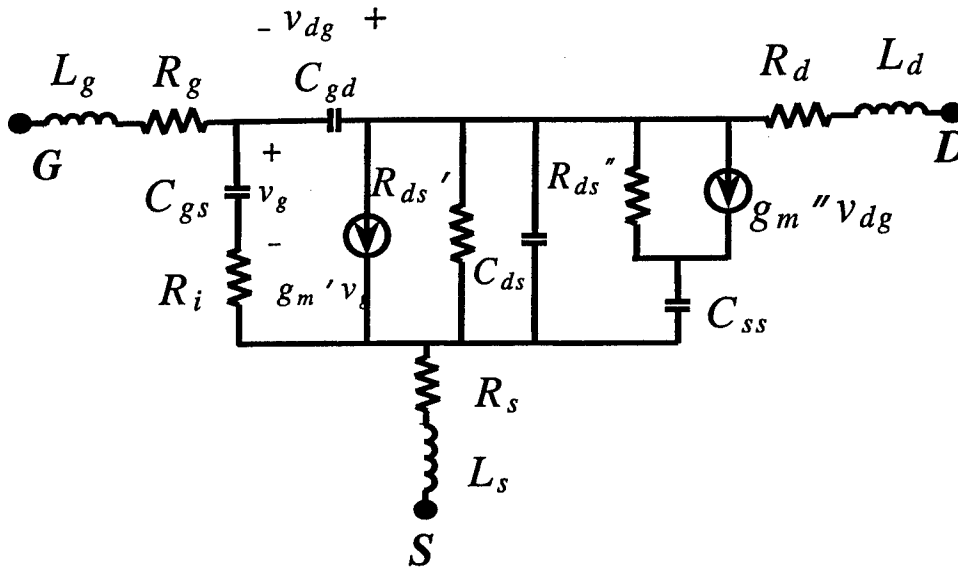 - v_dg +
L_g R_g C_gd R_d L_d
G D
+
C_gs v_g R_ds' R_ds" g_m" v_dg
-
R_i g_m' v_g C_ds C_ss
R_s
L_s
S